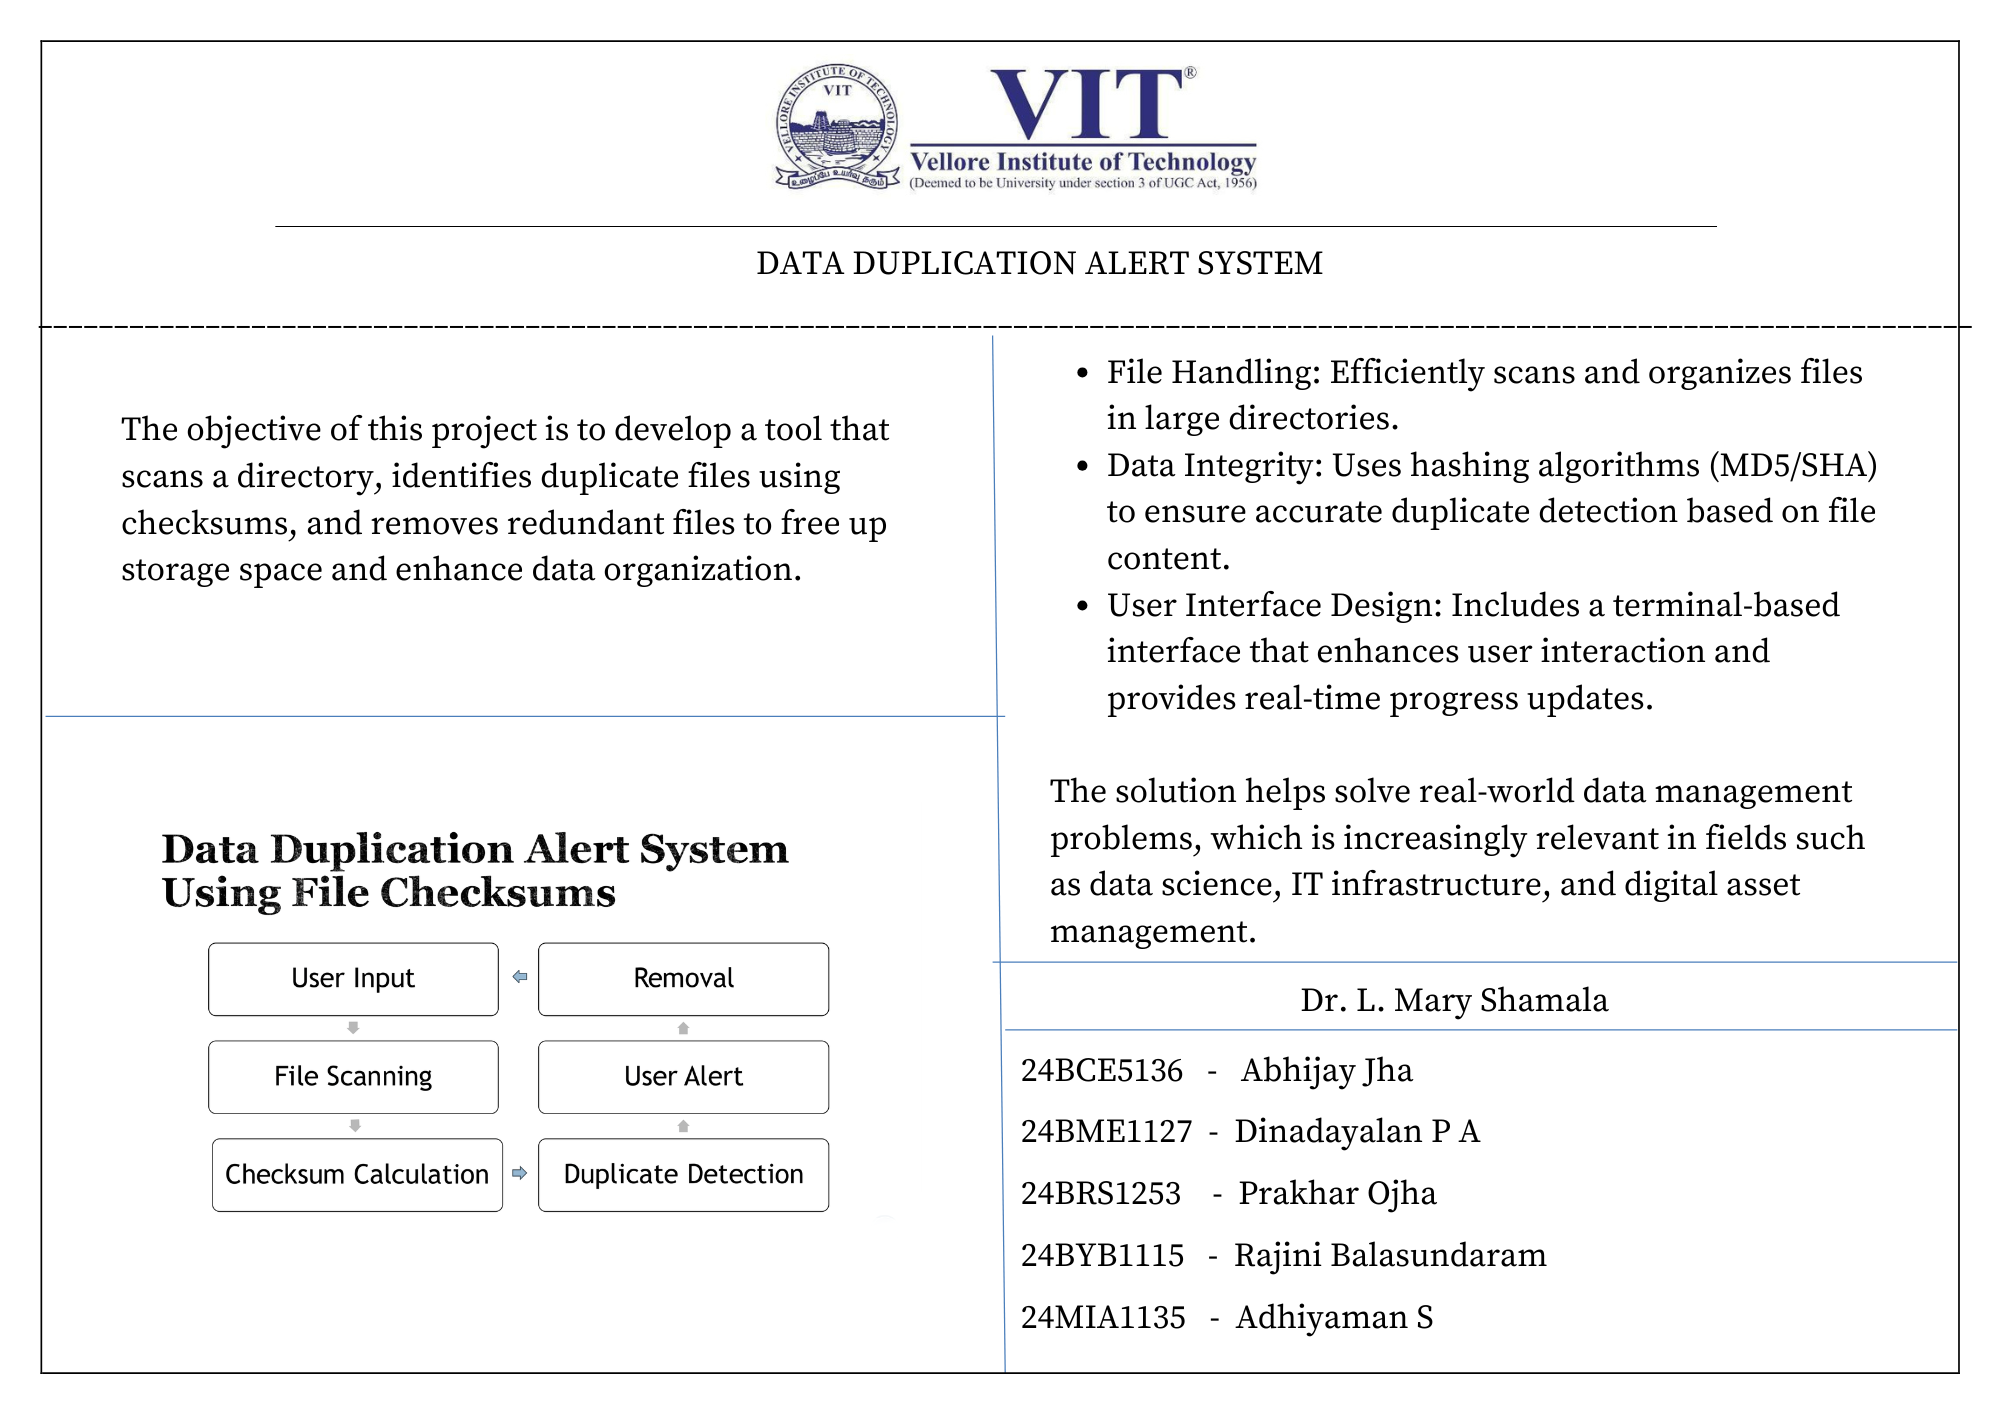 VELLORE INSTITUTE OF TECHNOLOGY
VIT
உழைப்பே உயர்வு தரும்
VIT®
Vellore Institute of Technology
(Deemed to be University under section 3 of UGC Act, 1956)
DATA DUPLICATION ALERT SYSTEM
The objective of this project is to develop a tool that
scans a directory, identifies duplicate files using
checksums, and removes redundant files to free up
storage space and enhance data organization.
Data Duplication Alert System
Using File Checksums
User Input
Removal
File Scanning
User Alert
Checksum Calculation
Duplicate Detection
• File Handling: Efficiently scans and organizes files
in large directories.
• Data Integrity: Uses hashing algorithms (MD5/SHA)
to ensure accurate duplicate detection based on file
content.
• User Interface Design: Includes a terminal-based
interface that enhances user interaction and
provides real-time progress updates.
The solution helps solve real-world data management
problems, which is increasingly relevant in fields such
as data science, IT infrastructure, and digital asset
management.
Dr. L. Mary Shamala
24BCE5136 - Abhijay Jha
24BME1127 - Dinadayalan P A
24BRS1253 - Prakhar Ojha
24BYB1115 - Rajini Balasundaram
24MIA1135 - Adhiyaman S